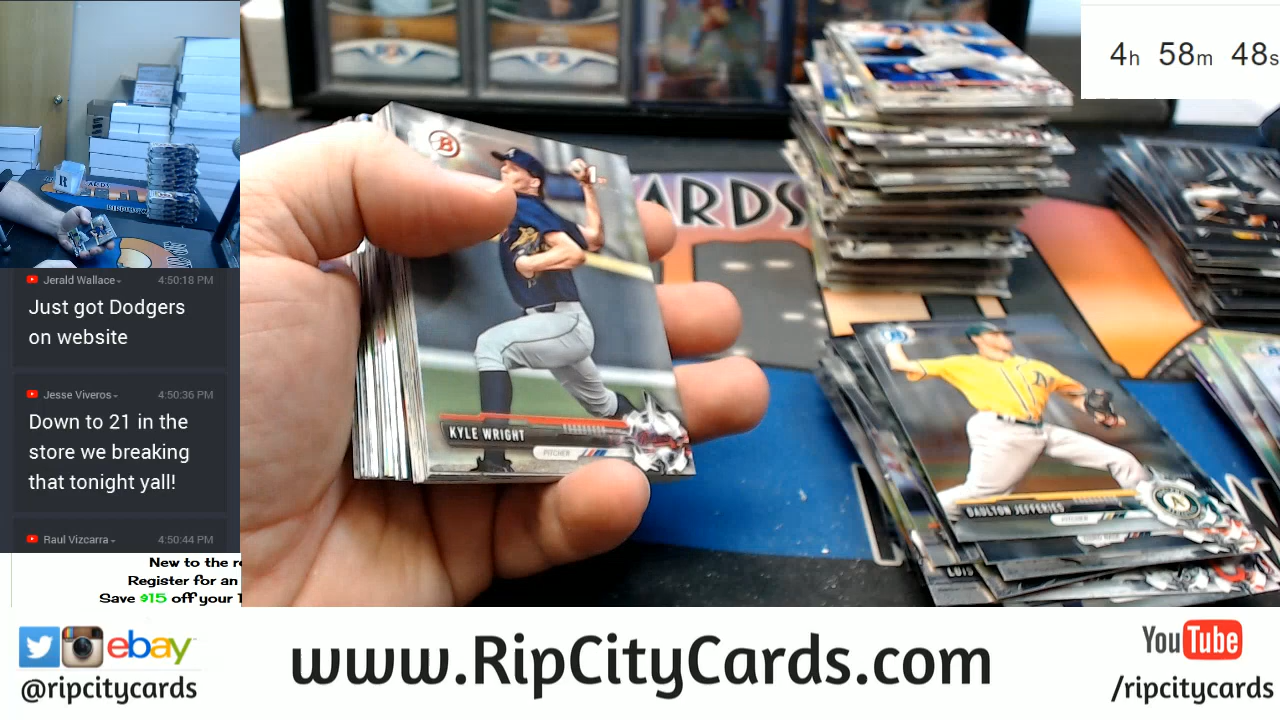 4h 58m 48s
Jerald Wallace 4:50:18 PM
Just got Dodgers
on website
Jesse Viveros 4:50:36 PM
Down to 21 in the
store we breaking
that tonight yall!
Raul Vizcarra 4:50:44 PM
New to the
Register for an
Save $15 off your
ARDS
B
KYLE WRIGHT
PITCHER
DAULTON JEFFERIES
PITCHER
LUIS
R
ebay
@ripcitycards
www.RipCityCards.com
YouTube
/ripcitycards